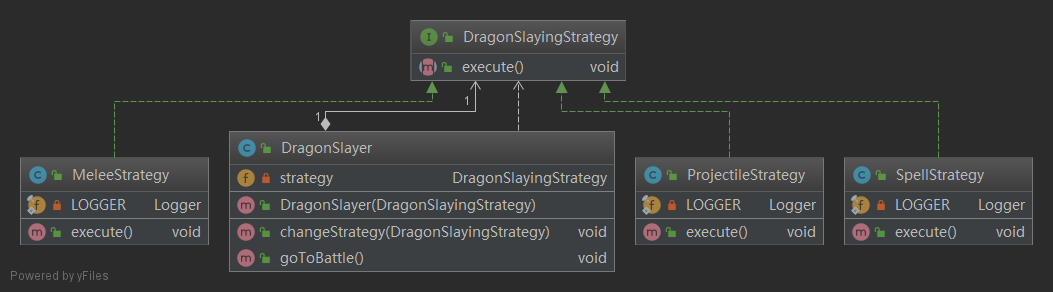 I DragonSlayingStrategy
m execute() void
1
1
C MeleeStrategy
f LOGGER Logger
m execute() void
C DragonSlayer
f strategy DragonSlayingStrategy
m DragonSlayer(DragonSlayingStrategy)
m changeStrategy(DragonSlayingStrategy) void
m goToBattle() void
C ProjectileStrategy
f LOGGER Logger
m execute() void
C SpellStrategy
f LOGGER Logger
m execute() void
Powered by yFiles